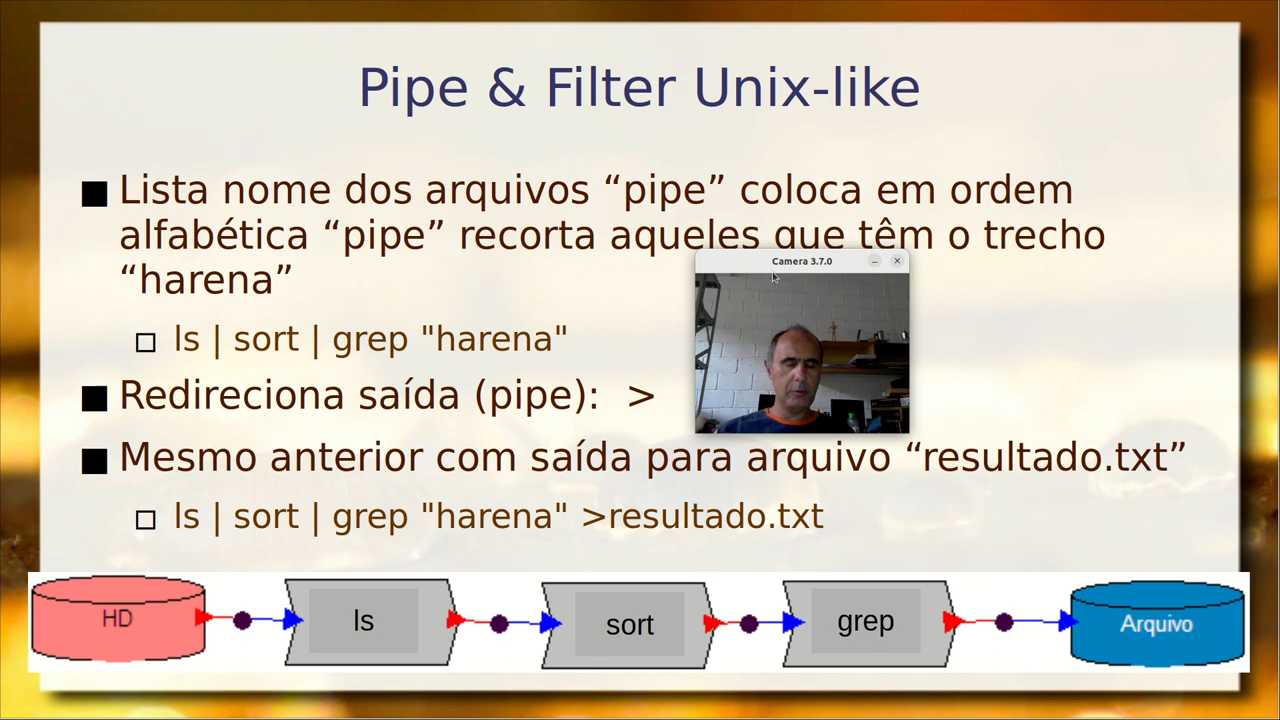 Pipe & Filter Unix-like
Lista nome dos arquivos “pipe” coloca em ordem
alfabética “pipe” recorta aqueles que têm o trecho
“harena”
ls | sort | grep "harena"
Redireciona saída (pipe):  >
Mesmo anterior com saída para arquivo “resultado.txt”
ls | sort | grep "harena" >resultado.txt
Camera 3.7.0
HD
ls
sort
grep
Arquivo